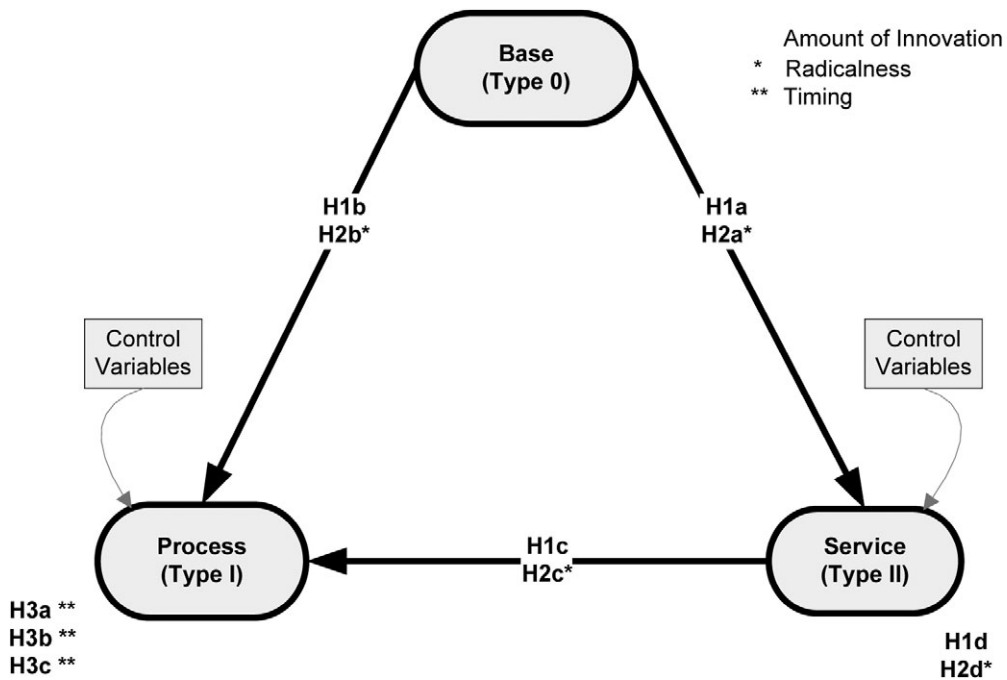 Base
(Type 0)
Amount of Innovation
* Radicalness
** Timing
H1b
H2b*
H1a
H2a*
Control
Variables
Control
Variables
Process
(Type I)
H1c
H2c*
Service
(Type II)
H3a **
H3b **
H3c **
H1d
H2d*